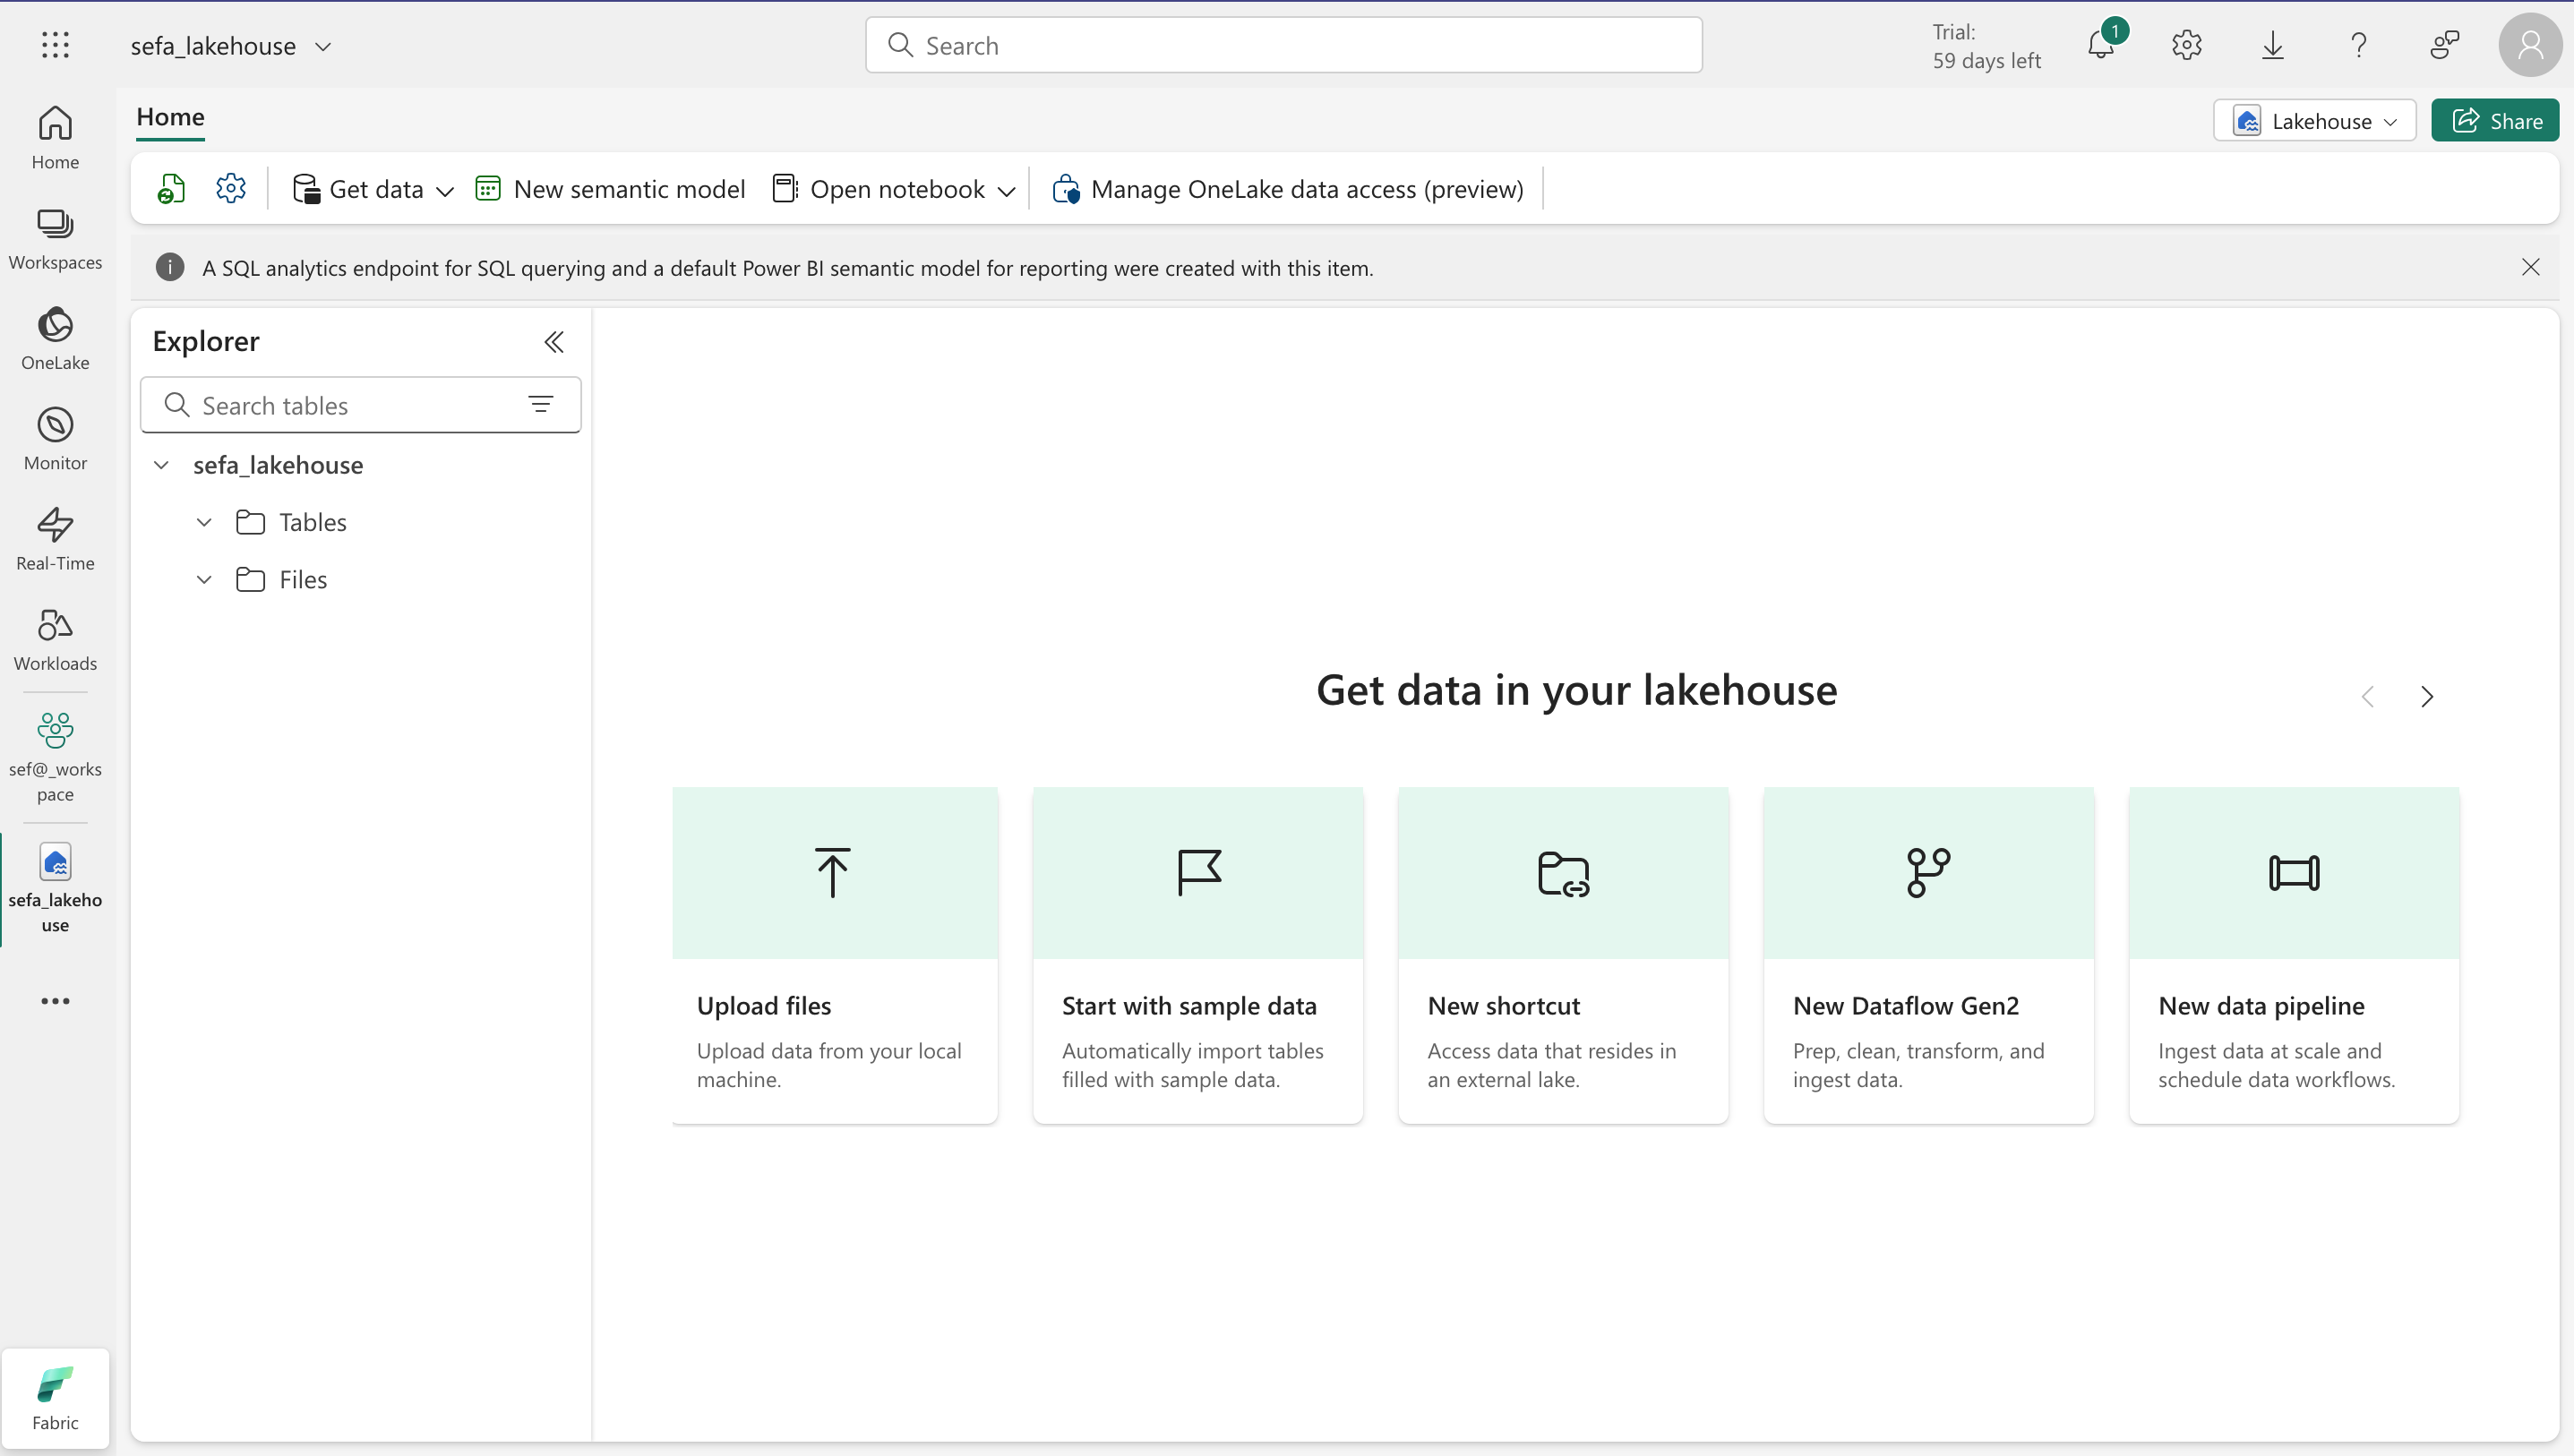 sefa_lakehouse
Search
Trial:
59 days left
1
Home
Lakehouse
Share
Get data
New semantic model
Open notebook
Manage OneLake data access (preview)
A SQL analytics endpoint for SQL querying and a default Power BI semantic model for reporting were created with this item.
Home
Workspaces
OneLake
Monitor
Real-Time
Workloads
sef@_works
pace
sefa_lakeho
use
Fabric
Explorer
Search tables
sefa_lakehouse
Tables
Files
Get data in your lakehouse
Upload files
Upload data from your local
machine.
Start with sample data
Automatically import tables
filled with sample data.
New shortcut
Access data that resides in
an external lake.
New Dataflow Gen2
Prep, clean, transform, and
ingest data.
New data pipeline
Ingest data at scale and
schedule data workflows.